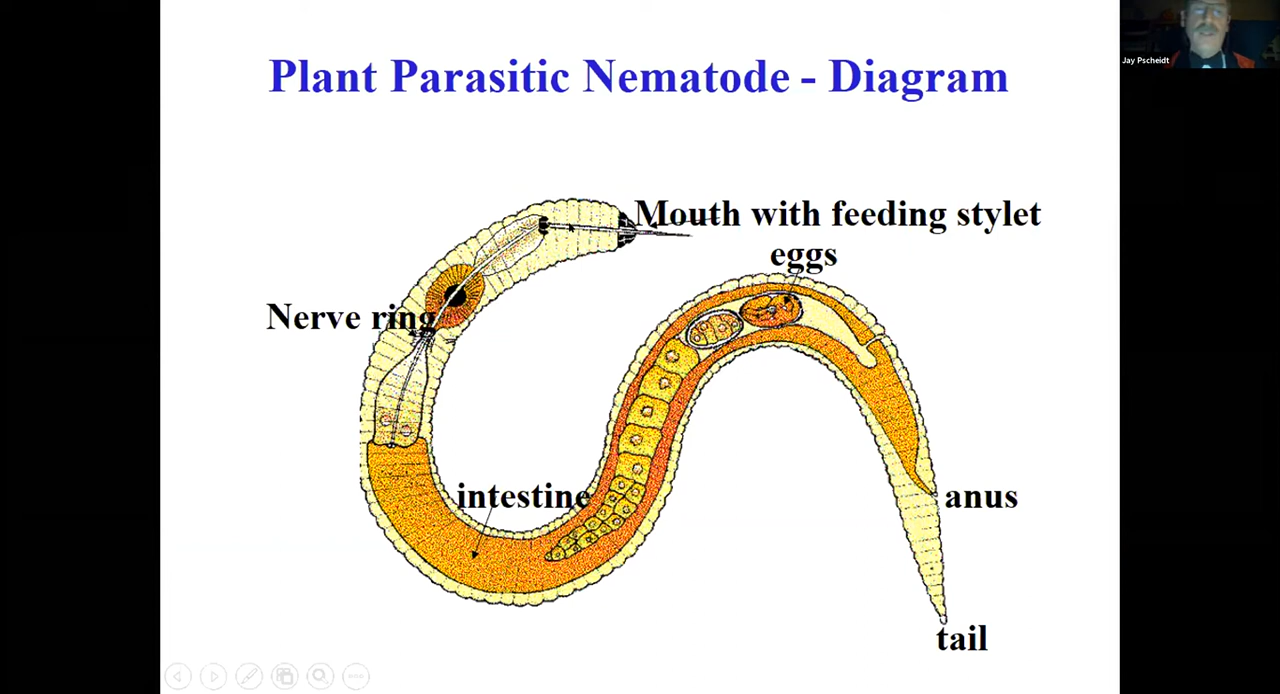 Plant Parasitic Nematode - Diagram
Jay Pscheidt
Mouth with feeding stylet
eggs
Nerve ring
intestine
anus
tail